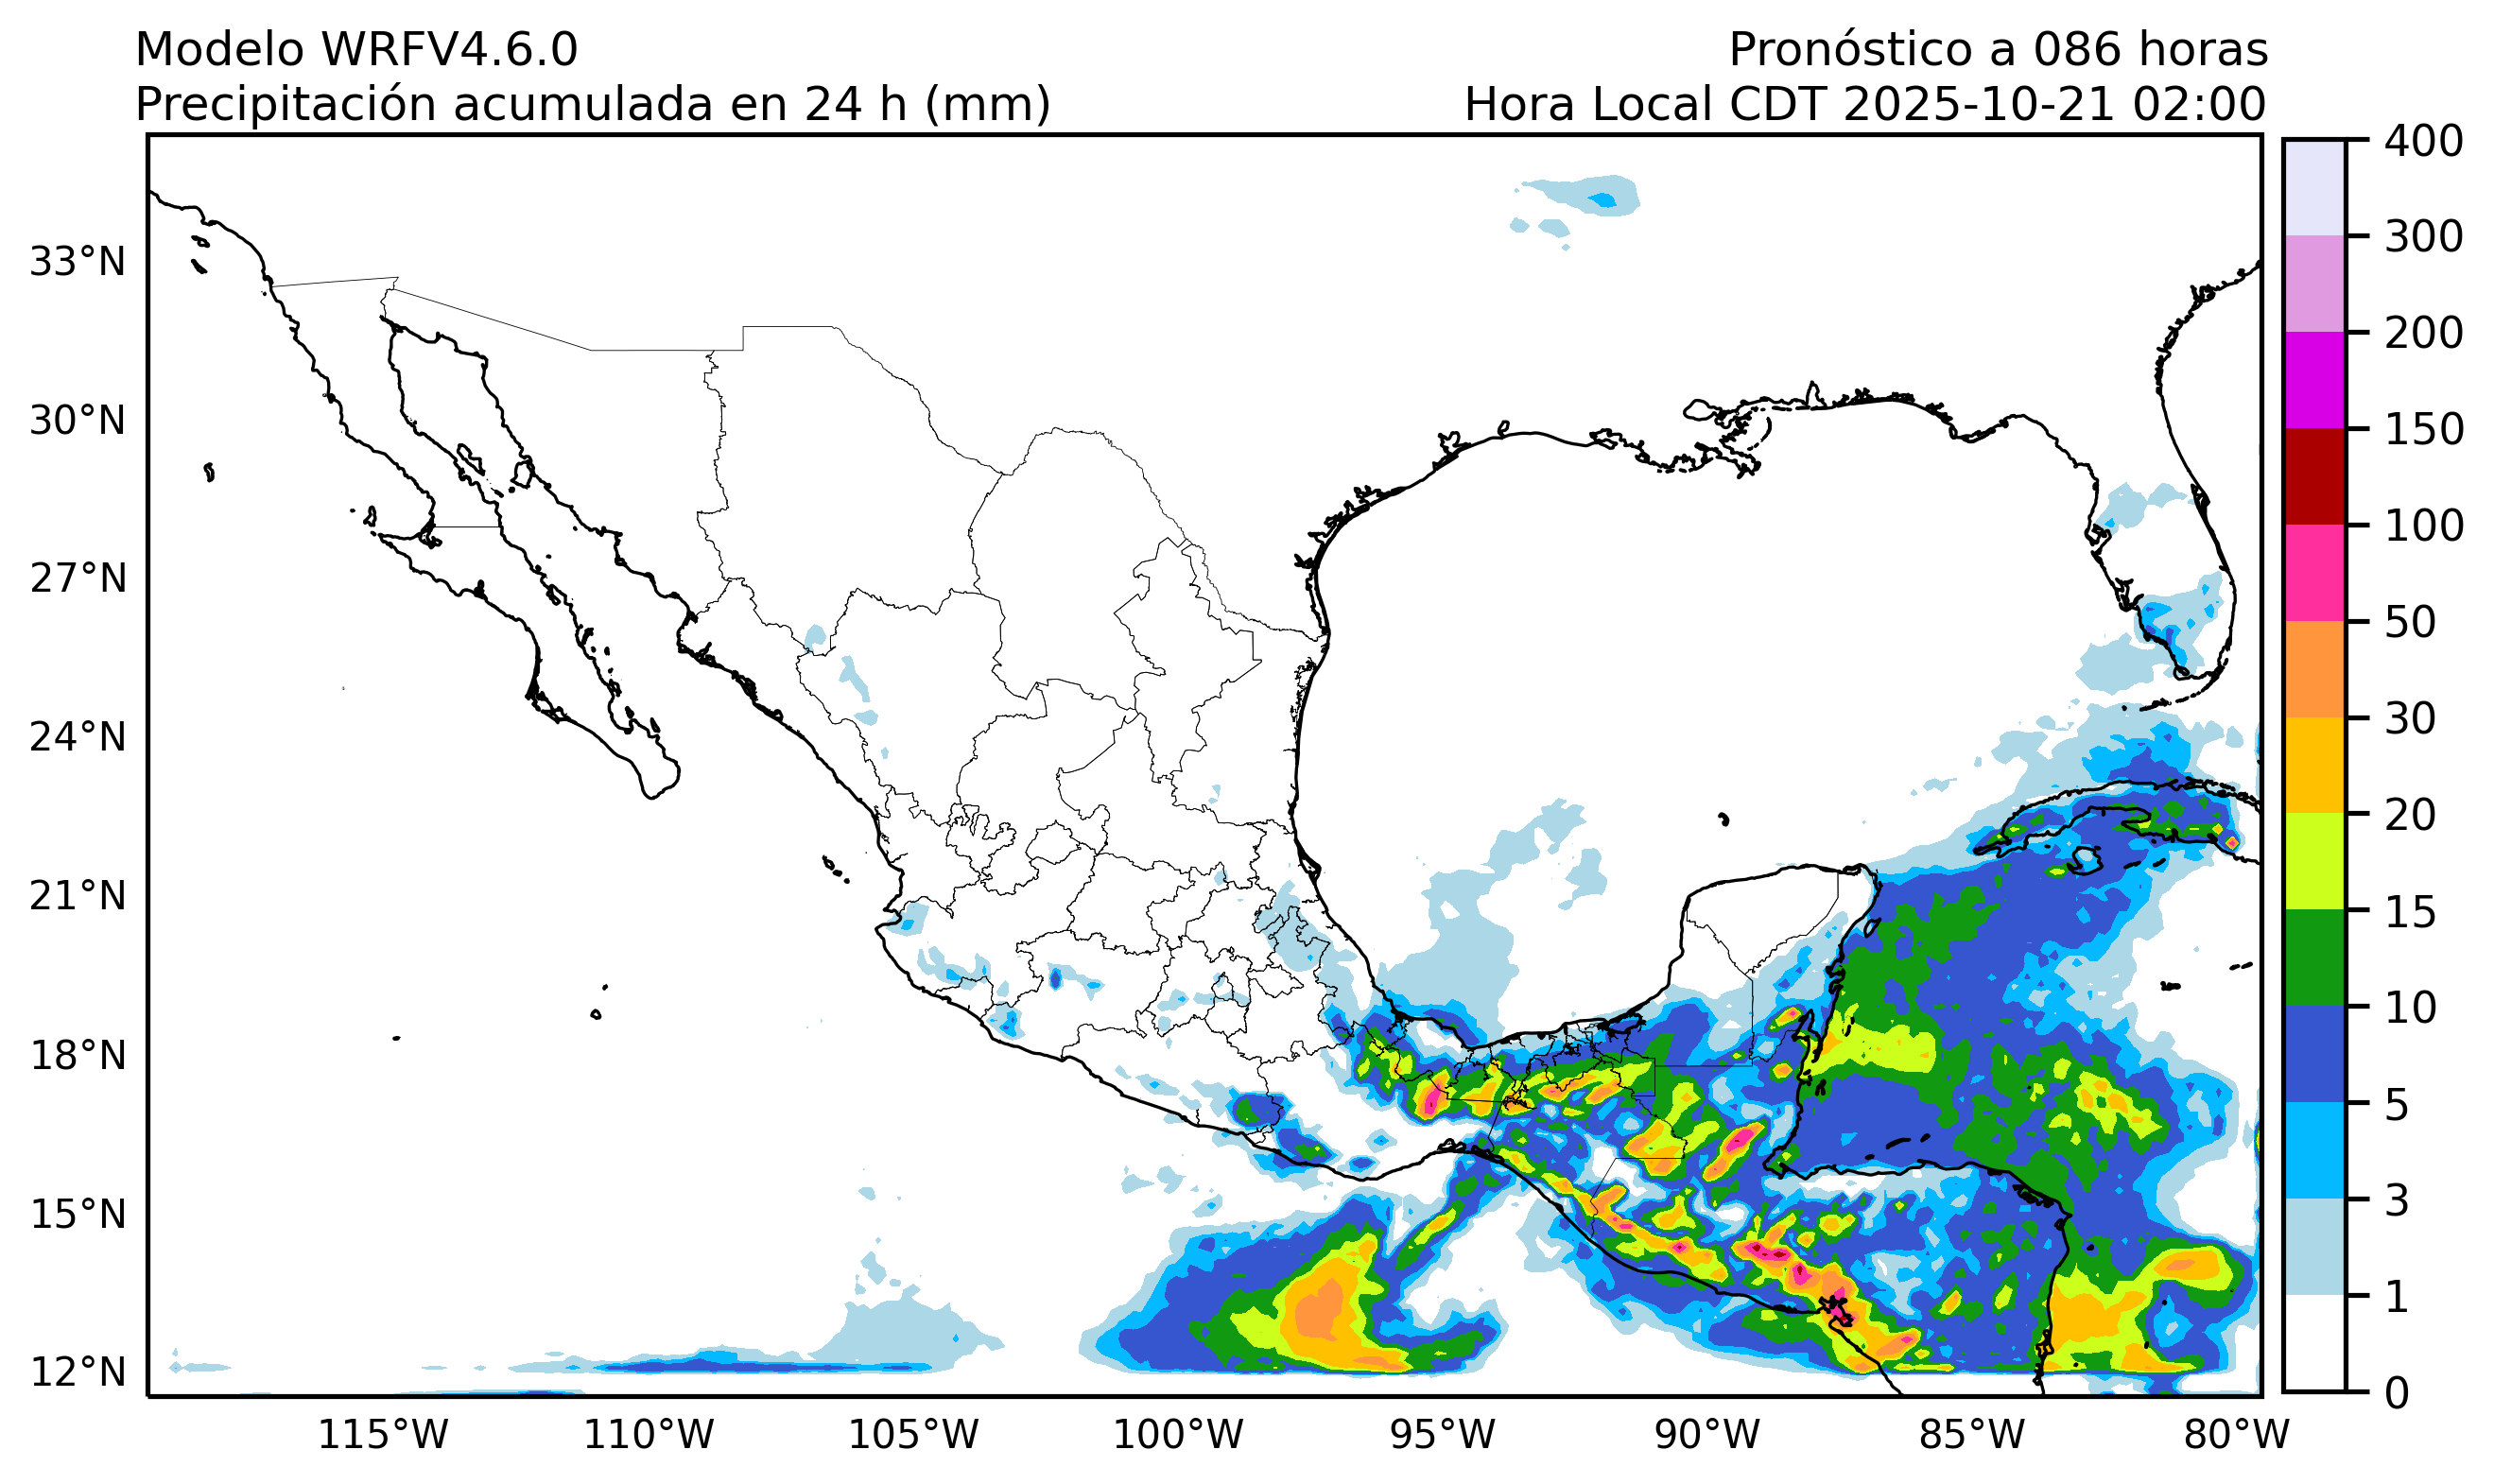 Modelo WRFV4.6.0
Pronóstico a 086 horas
Precipitación acumulada en 24 h (mm)
Hora Local CDT 2025-10-21 02:00
400
300
200
150
100
50
30
20
15
10
5
3
1
0
33°N
30°N
27°N
24°N
21°N
18°N
15°N
12°N
115°W
110°W
105°W
100°W
95°W
90°W
85°W
80°W